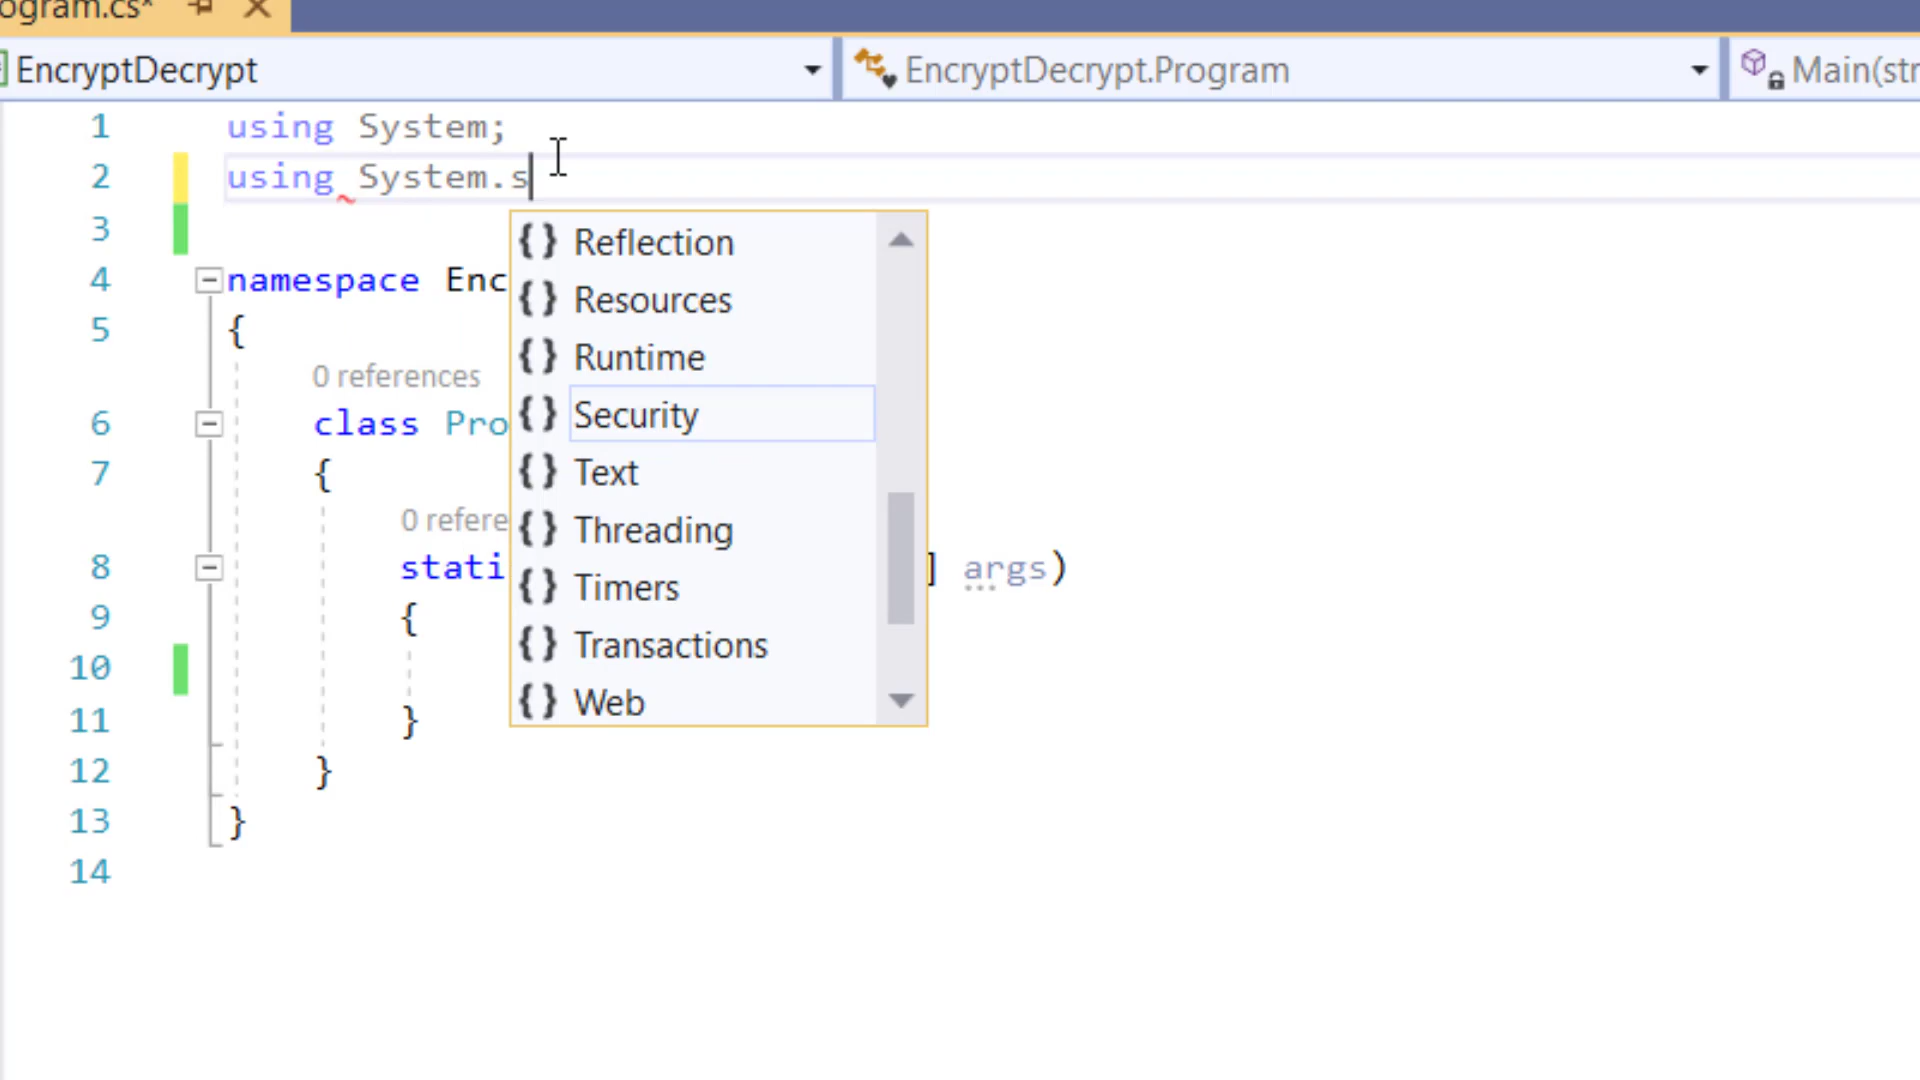 ogram.cs*
EncryptDecrypt
EncryptDecrypt.Program
Main(str
1 using System;
2 using System.s
3
4 namespace Enc
5 {
0 references
6 class Pro
7 {
0 refere
8 stati ] args)
9 {
10
11 }
12 }
13 }
14
{} Reflection
{} Resources
{} Runtime
{} Security
{} Text
{} Threading
{} Timers
{} Transactions
{} Web